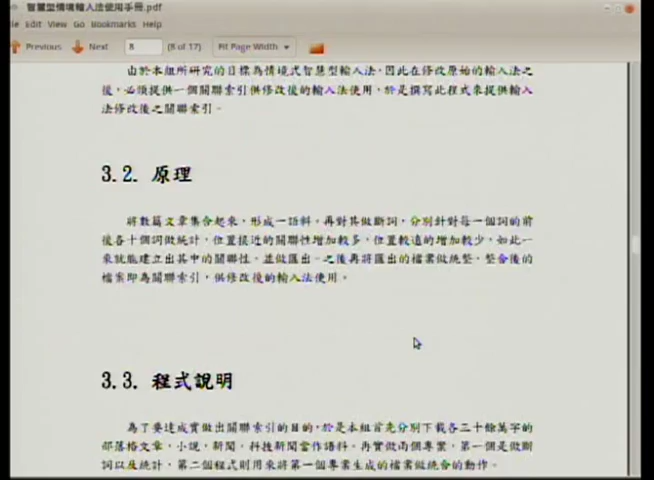 智慧型情境輸入法使用手冊.pdf
Edit View Go Bookmarks Help
Previous Next 8 (8 of 17) Fit Page Width
由於本組所研究的目標為情境式智慧型輸入法，因此在修改原始的輸入法之
後，必須提供一個關聯索引供修改後的輸入法使用，於是撰寫此程式來提供輸入
法修改後之關聯索引。
3.2. 原理
將數篇文章集合起來，形成一語料，再對其做斷詞，分別針對每一個詞的前
後各十個詞做統計，位置接近的關聯性增加較多，位置較遠的增加較少，如此一
來就能建立出其中的關聯性，並做匯出。之後再將匯出的檔案做統整，整合後的
檔案即為關聯索引，供修改後的輸入法使用。
3.3. 程式說明
為了要達成實做出關聯索引的目的，於是本組首先分別下載各三十條萬字的
部落格文章，小說，新聞，科技新聞當作語料。再實做兩個專案，第一個是做斷
詞以及統計，第二個程式則用來將第一個專案生成的檔案做統合的動作。